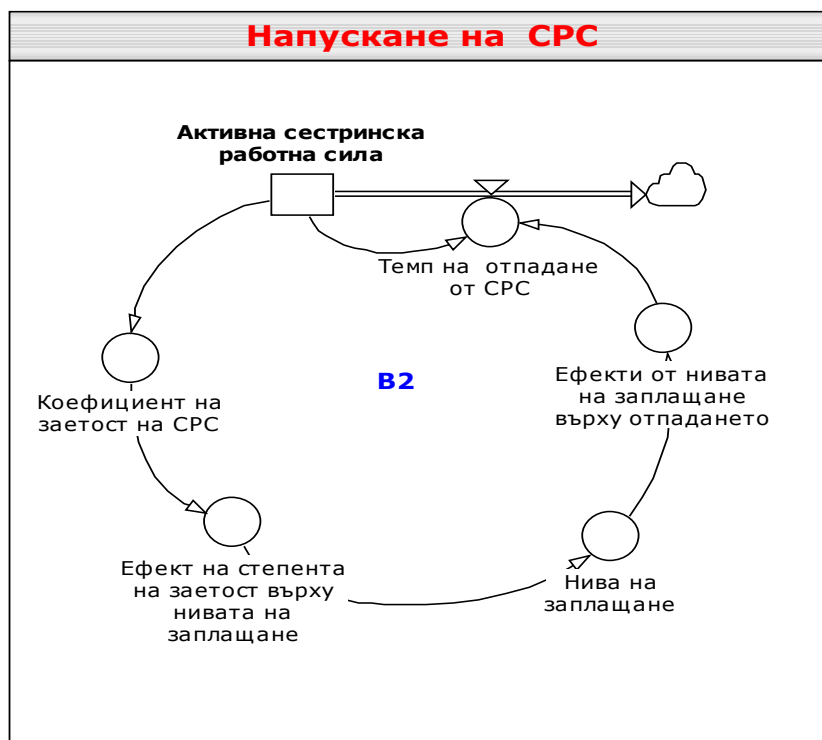 Напускане на СРС
Активна сестринска
работна сила
Темп на отпадане
от СРС
Ефекти от нивата
на заплащане
върху отпадането
B2
Коефициент на
заетост на СРС
Ефект на степента
на заетост върху
нивата на
заплащане
Нива на
заплащане